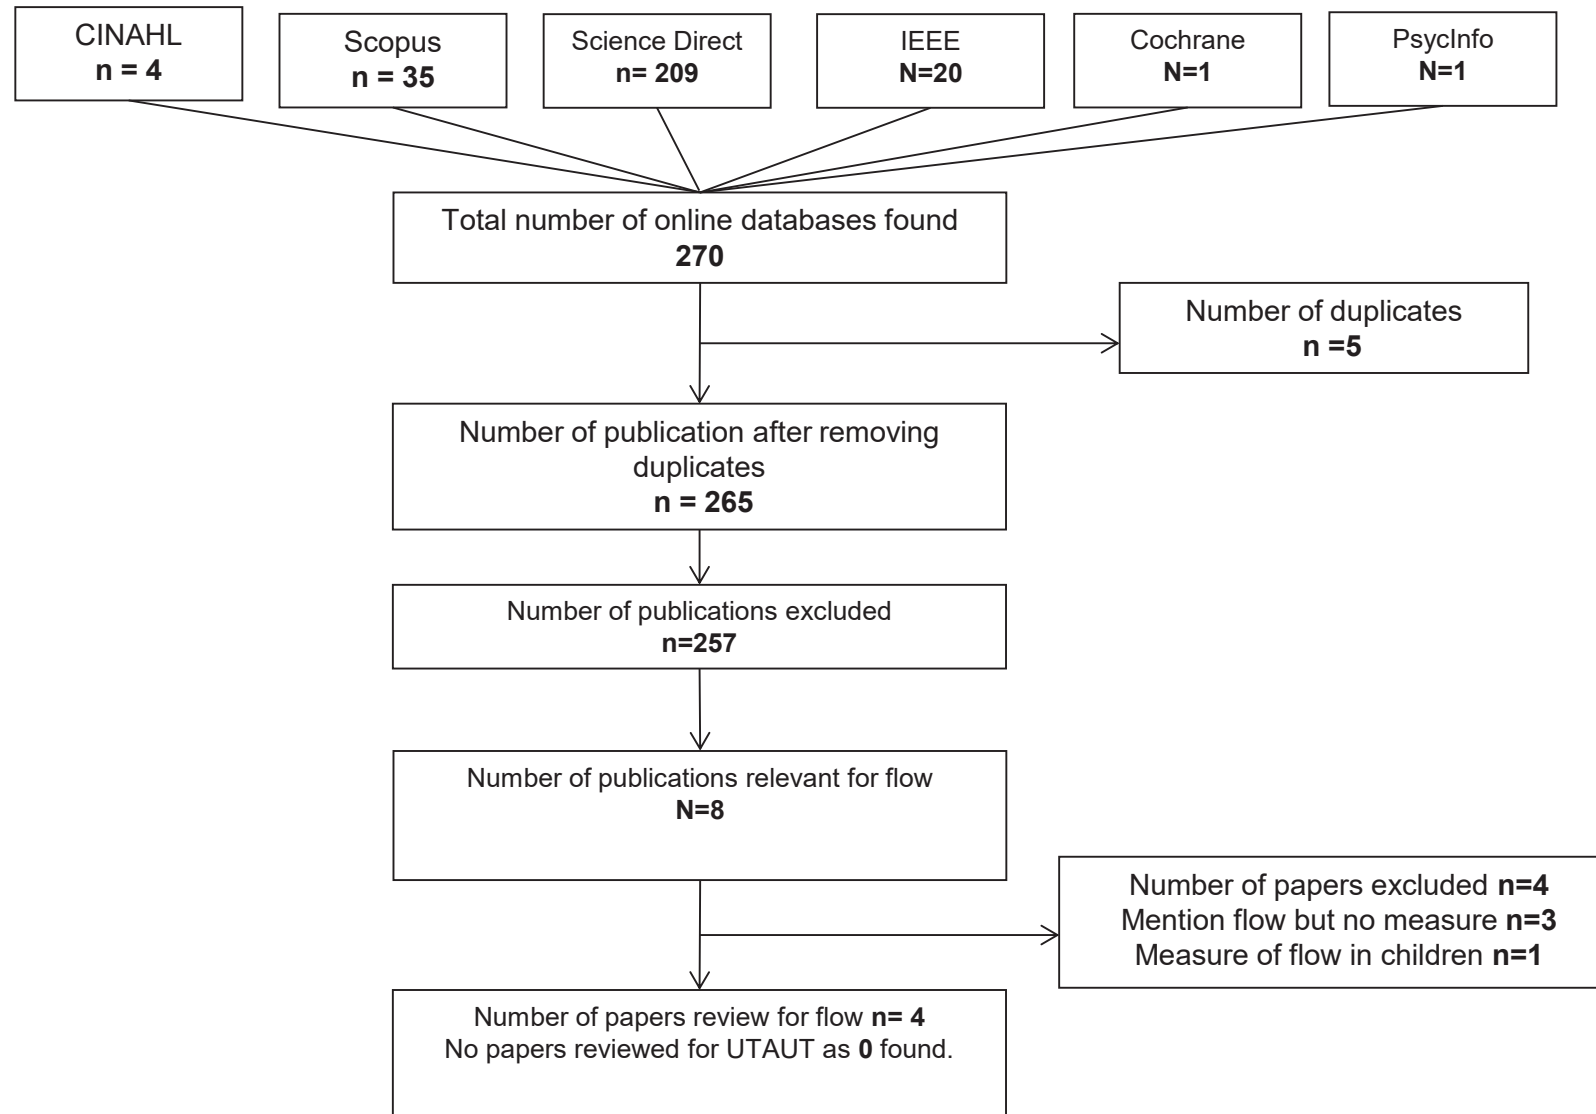 CINAHL
n = 4
Scopus
n = 35
Science Direct
n= 209
IEEE
N=20
Cochrane
N=1
PsycInfo
N=1
Total number of online databases found
270
Number of duplicates
n =5
Number of publication after removing
duplicates
n = 265
Number of publications excluded
n=257
Number of publications relevant for flow
N=8
Number of papers excluded n=4
Mention flow but no measure n=3
Measure of flow in children n=1
Number of papers review for flow n= 4
No papers reviewed for UTAUT as 0 found.